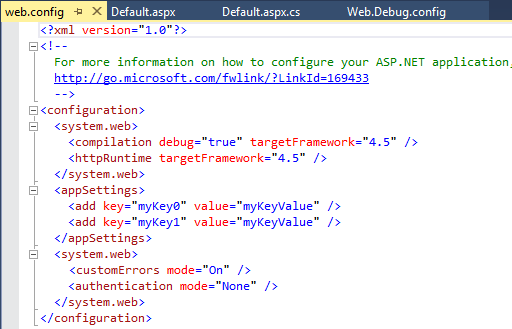 web.config Default.aspx Default.aspx.cs Web.Debug.config
<?xml version="1.0"?>
<!--
For more information on how to configure your ASP.NET application,
http://go.microsoft.com/fwlink/?LinkId=169433
-->
<configuration>
<system.web>
<compilation debug="true" targetFramework="4.5" />
<httpRuntime targetFramework="4.5" />
</system.web>
<appSettings>
<add key="myKey0" value="myKeyValue" />
<add key="myKey1" value="myKeyValue" />
</appSettings>
<system.web>
<customErrors mode="On" />
<authentication mode="None" />
</system.web>
</configuration>